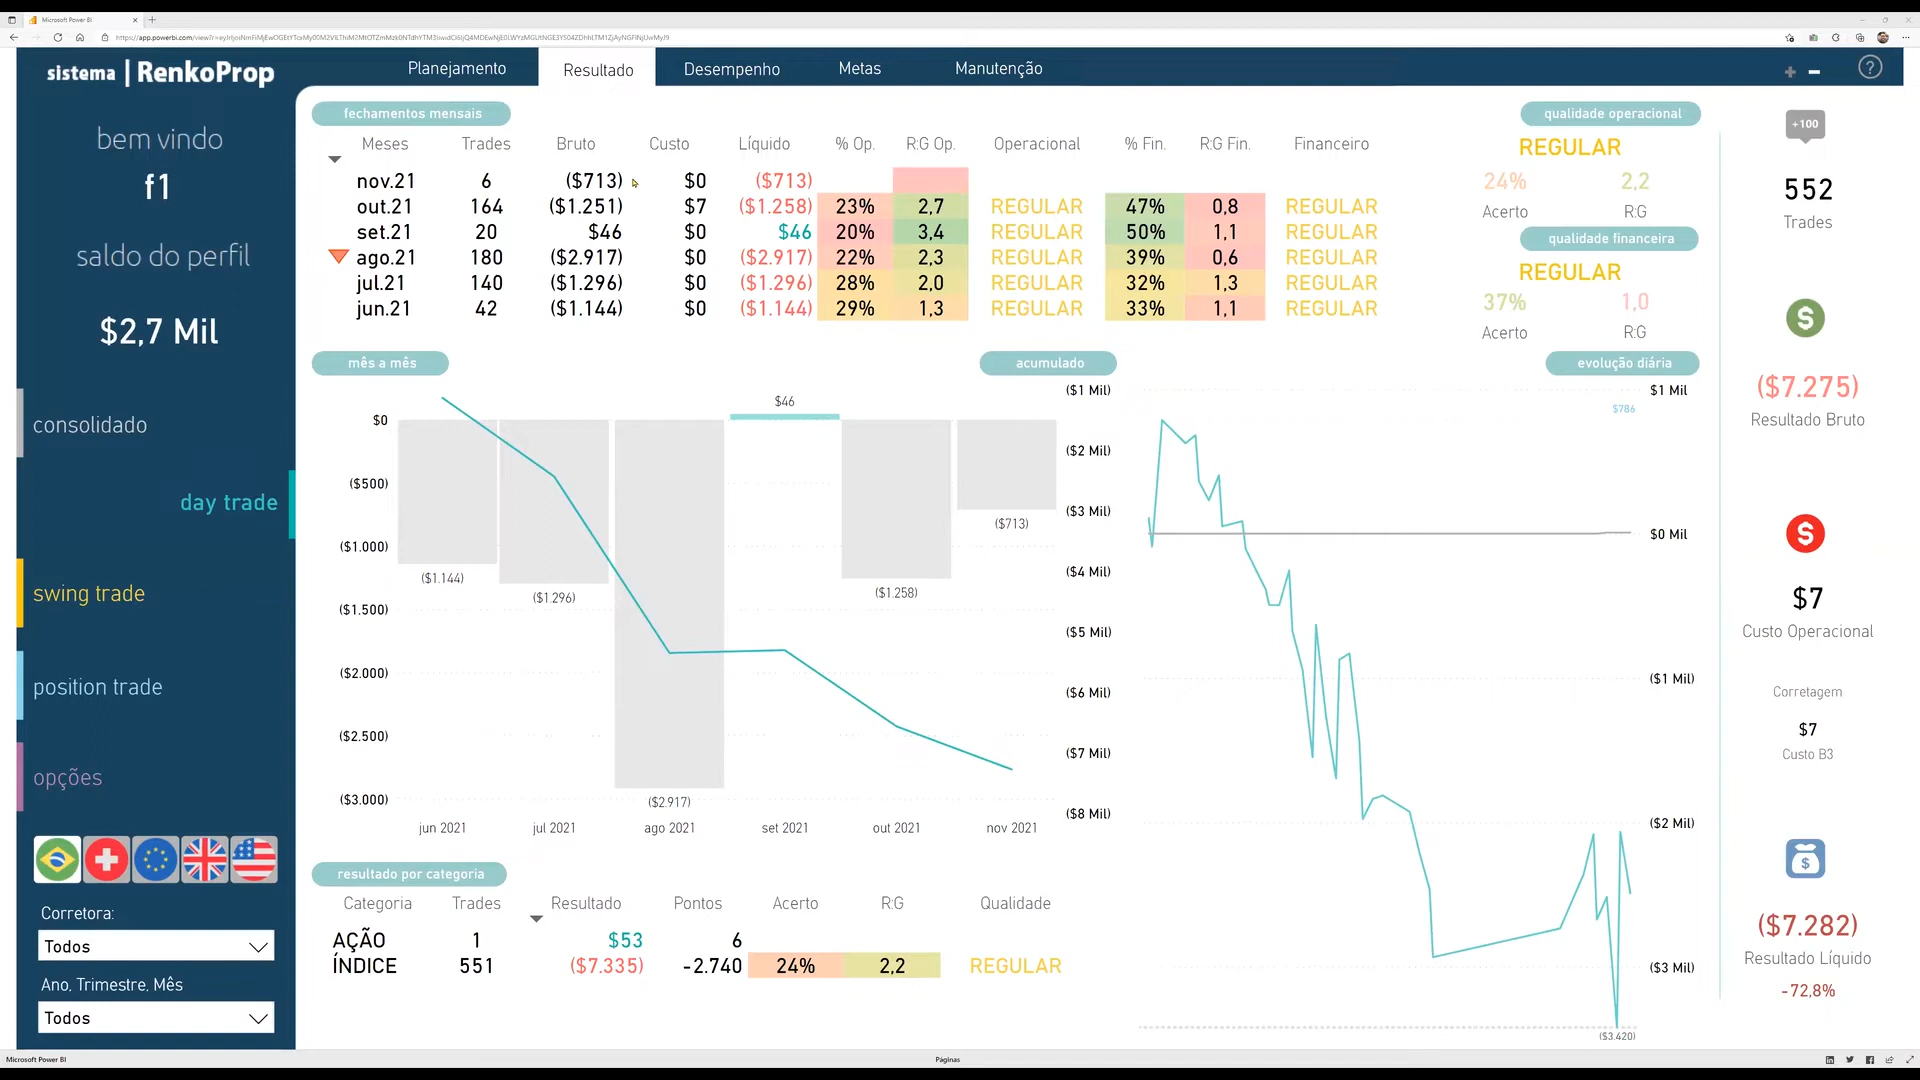 Microsoft Power BI
sistema | RenkoProp
Planejamento
Resultado
Desempenho
Metas
Manutenção
bem vindo
f1
saldo do perfil
$2,7 Mil
consolidado
day trade
swing trade
position trade
opções
Corretora:
Todos
Ano, Trimestre, Mês
Todos
fechamentos mensais
Meses Trades Bruto Custo Líquido % Op. R:G Op. Operacional % Fin. R:G Fin. Financeiro
nov.21 6 ($713) $0 ($713)
out.21 164 ($1.251) $7 ($1.258) 23% 2,7 REGULAR 47% 0,8 REGULAR
set.21 20 $46 $0 $46 20% 3,4 REGULAR 50% 1,1 REGULAR
ago.21 180 ($2.917) $0 ($2.917) 22% 2,3 REGULAR 39% 0,6 REGULAR
jul.21 140 ($1.296) $0 ($1.296) 28% 2,0 REGULAR 32% 1,3 REGULAR
jun.21 42 ($1.144) $0 ($1.144) 29% 1,3 REGULAR 33% 1,1 REGULAR
qualidade operacional
REGULAR
24% 2,2
Acerto R:G
qualidade financeira
REGULAR
37% 1,0
Acerto R:G
mês a mês
acumulado
$0
($500)
($1.000)
($1.500)
($2.000)
($2.500)
($3.000)
($1.144)
($1.296)
($2.917)
$46
($1.258)
($713)
jun 2021 jul 2021 ago 2021 set 2021 out 2021 nov 2021
($1 Mil)
($2 Mil)
($3 Mil)
($4 Mil)
($5 Mil)
($6 Mil)
($7 Mil)
($8 Mil)
evolução diária
$786
$1 Mil
$0 Mil
($1 Mil)
($2 Mil)
($3 Mil)
($3.420)
resultado por categoria
Categoria Trades Resultado Pontos Acerto R:G Qualidade
AÇÃO 1 $53 6
ÍNDICE 551 ($7.335) -2.740 24% 2,2 REGULAR
+100
552
Trades
($7.275)
Resultado Bruto
$7
Custo Operacional
Corretagem
$7
Custo B3
($7.282)
Resultado Líquido
-72,8%
Microsoft Power BI
Páginas